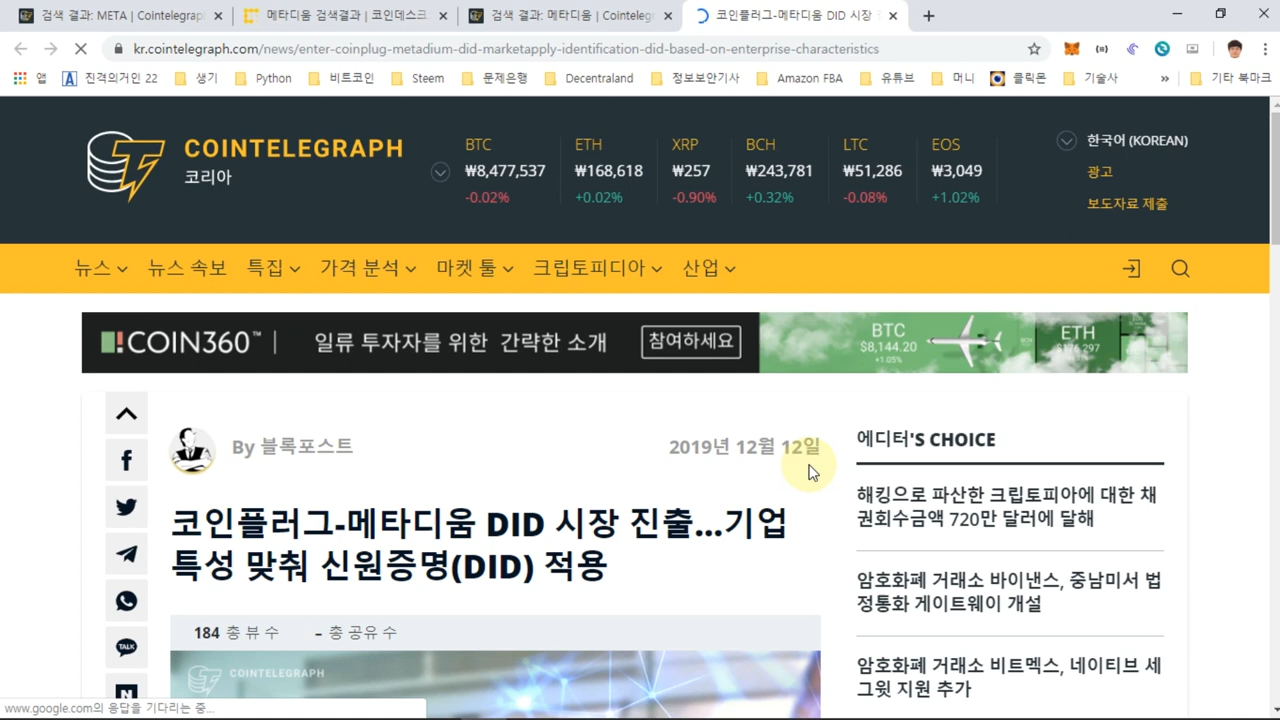 검색 결과: META | Cointelegraph
메타디움 검색결과 | 코인데스크
검색 결과: 메타디움 | Cointeleg
코인플러그-메타디움 DID 시장
kr.cointelegraph.com/news/enter-coinplug-metadium-did-marketapply-identification-did-based-on-enterprise-characteristics
앱 진격의거인 22 생기 Python 비트코인 Steem 문제은행 Decentraland 정보보안기사 Amazon FBA 유튜브 머니 클릭몬 기술사 » 기타 북마크
COINTELEGRAPH
코리아
BTC ETH XRP BCH LTC EOS
₩8,477,537 ₩168,618 ₩257 ₩243,781 ₩51,286 ₩3,049
-0.02% +0.02% -0.90% +0.32% -0.08% +1.02%
한국어 (KOREAN)
광고
보도자료 제출
뉴스 뉴스 속보 특집 가격 분석 마켓 툴 크립토피디아 산업
COIN360™ | 일류 투자자를 위한 간략한 소개 참여하세요
BTC
$8,144.20
+1.05%
ETH
$176.297
By 블록포스트
2019년 12월 12일
코인플러그-메타디움 DID 시장 진출...기업
특성 맞춰 신원증명(DID) 적용
184 총 뷰 수 – 총 공유 수
COINTELEGRAPH
TALK
N
에디터'S CHOICE
해킹으로 파산한 크립토피아에 대한 채
권회수금액 720만 달러에 달해
암호화폐 거래소 바이낸스, 중남미서 법
정통화 게이트웨이 개설
암호화폐 거래소 비트멕스, 네이티브 세
그윗 지원 추가
www.google.com의 응답을 기다리는 중...